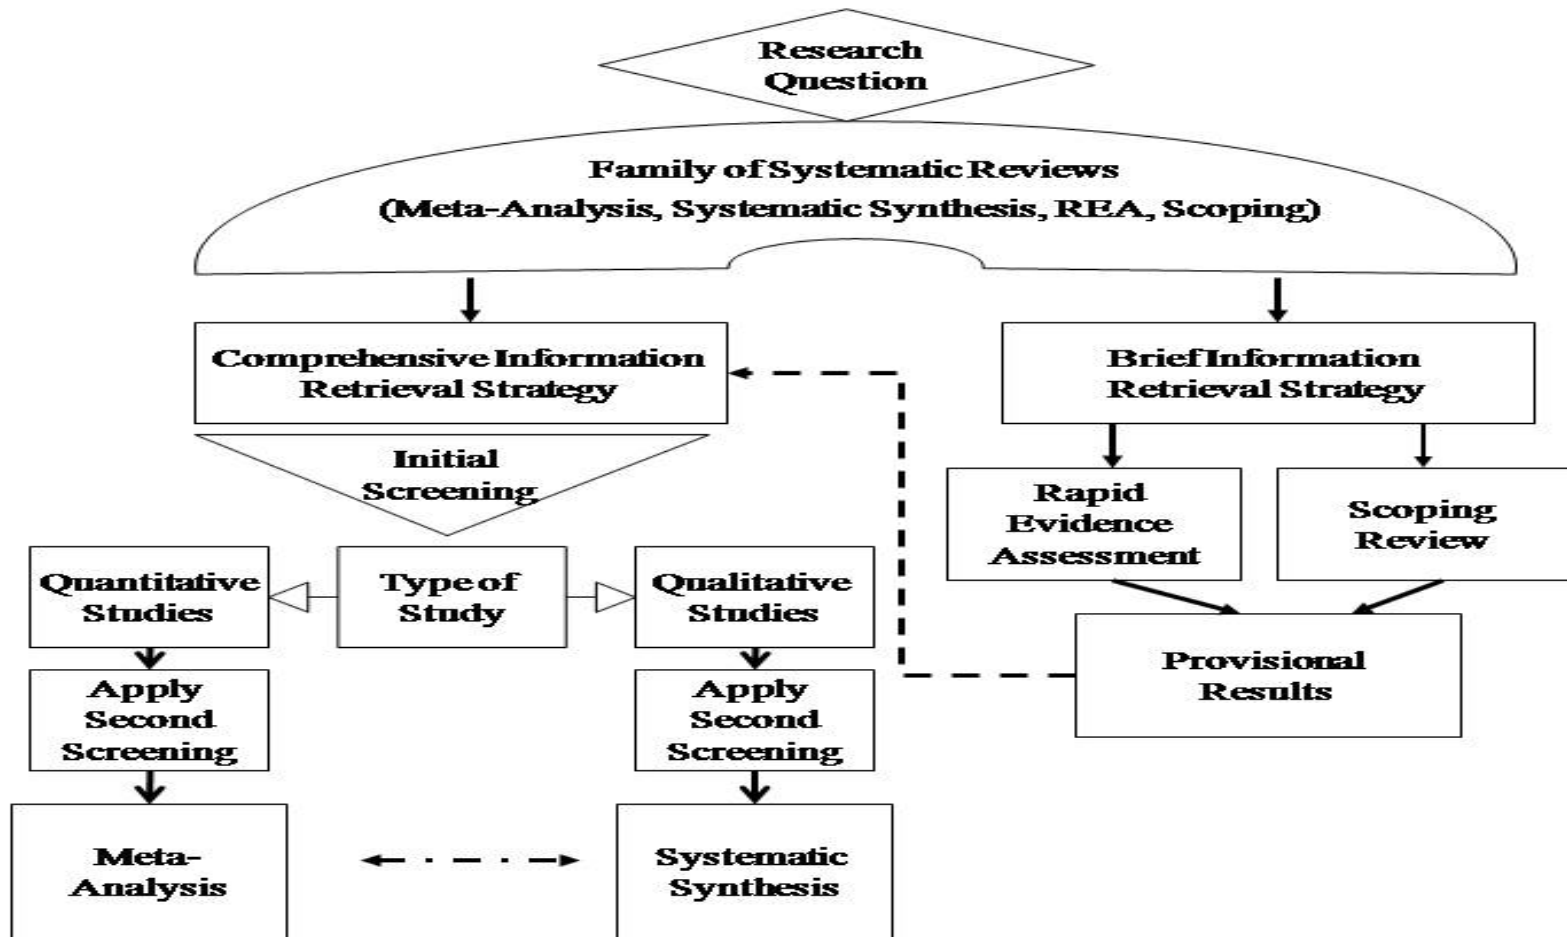 Research
Question
Family of Systematic Reviews
(Meta-Analysis, Systematic Synthesis, REA, Scoping)
Comprehensive Information
Retrieval Strategy
Brief Information
Retrieval Strategy
Initial
Screening
Rapid
Evidence
Assessment
Scoping
Review
Quantitative
Studies
Type of
Study
Qualitative
Studies
Provisional
Results
Apply
Second
Screening
Apply
Second
Screening
Meta-
Analysis
Systematic
Synthesis